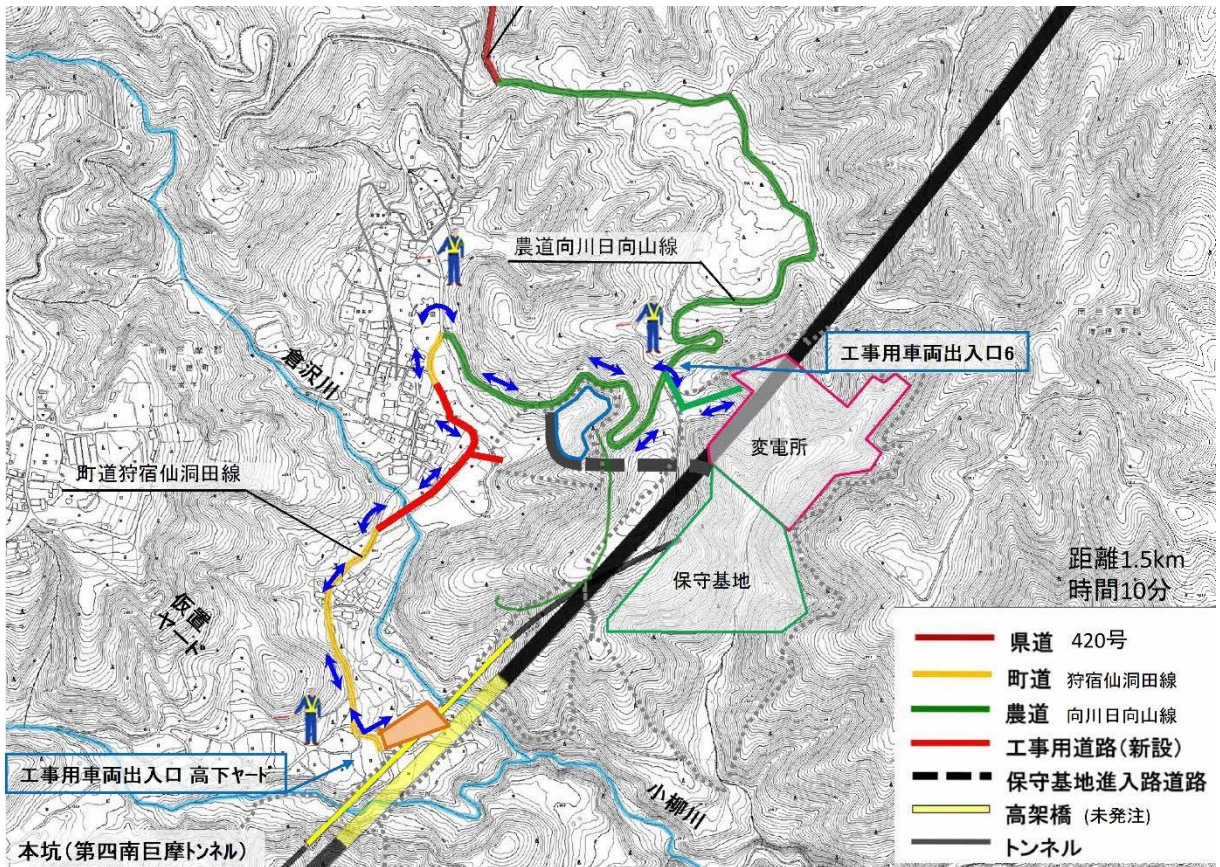 農道向川日向山線
工事用車両出入口6
倉沢川
変電所
町道狩宿仙洞田線
保守基地
距離1.5km
時間10分
仮置
ヤード
県道 420号
町道 狩宿仙洞田線
農道 向川日向山線
工事用道路(新設)
保守基地進入路道路
高架橋 (未発注)
トンネル
工事用車両出入口 高下ヤード
小柳川
本坑(第四南巨摩トンネル)